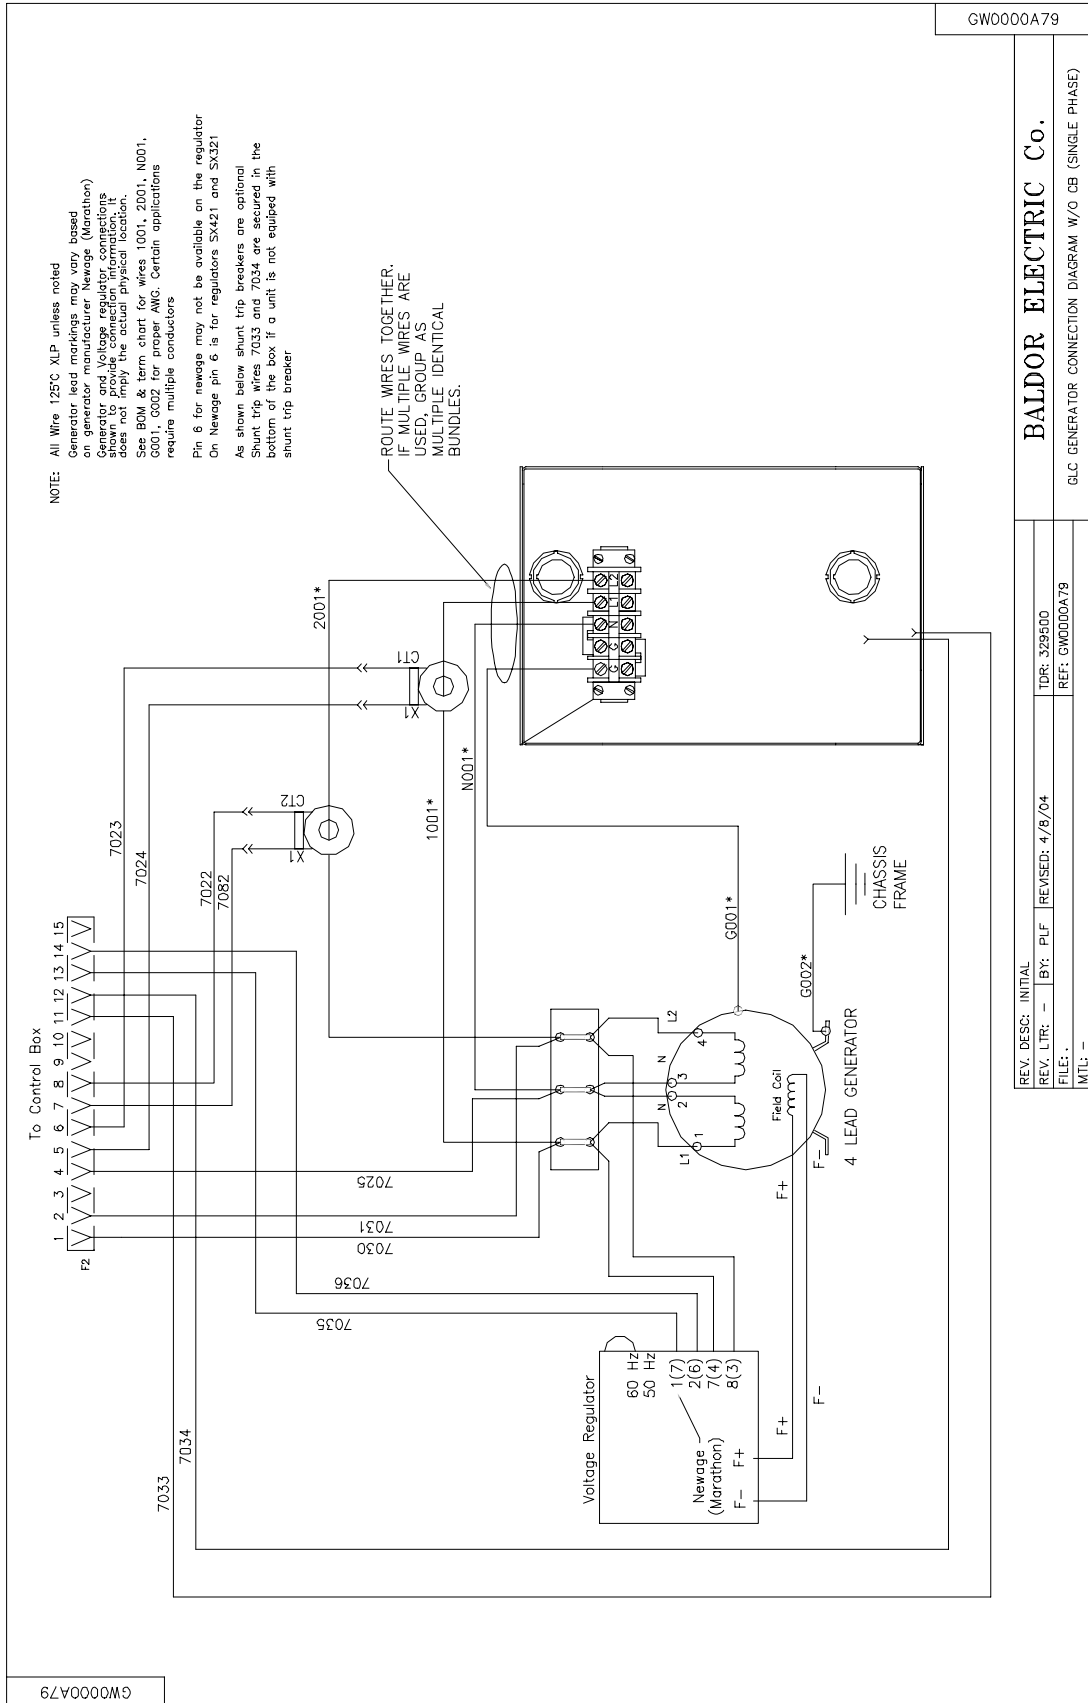 GW0000A79
NOTE: All Wire 125°C XLP unless noted
Generator lead markings may vary based
on generator manufacturer Newage (Marathon)
Generator and Voltage regulator connections
shown to provide connection information. It
does not imply the actual physical location.
See BOM & term chart for wires 1001, 2001, N001,
G001, G002 for proper AWG. Certain applications
require multiple conductors
Pin 6 for newage may not be available on the regulator
On Newage pin 6 is for regulators SX421 and SX321
As shown below shunt trip breakers are optional
Shunt trip wires 7033 and 7034 are secured in the
bottom of the box if a unit is not equiped with
shunt trip breaker
ROUTE WIRES TOGETHER.
IF MULTIPLE WIRES ARE
USED, GROUP AS
MULTIPLE IDENTICAL
BUNDLES.
To Control Box
1 2 3 4 5 6 7 8 9 10 11 12 13 14 15
F2
7023
7024
7022
7082
7025
7031
7030
7036
7035
7034
7033
X1
CT2
X1
CT1
2001*
1001*
N001*
G001*
G002*
G G N L1 L2
CHASSIS
FRAME
L1
1
N
2
N
3
L2
4
Field Coil
4 LEAD GENERATOR
F+
F-
Voltage Regulator
60 Hz
50 Hz
1(7)
2(6)
7(4)
8(3)
Newage
(Marathon)
F- F+
F+
F-
REV. DESC: INITIAL
REV. LTR: - BY: PLF REVISED: 4/8/04 TDR: 329500
FILE: . REF: GW0000A79
MTL: -
BALDOR ELECTRIC Co.
GLC GENERATOR CONNECTION DIAGRAM W/O CB (SINGLE PHASE)
GW0000A79